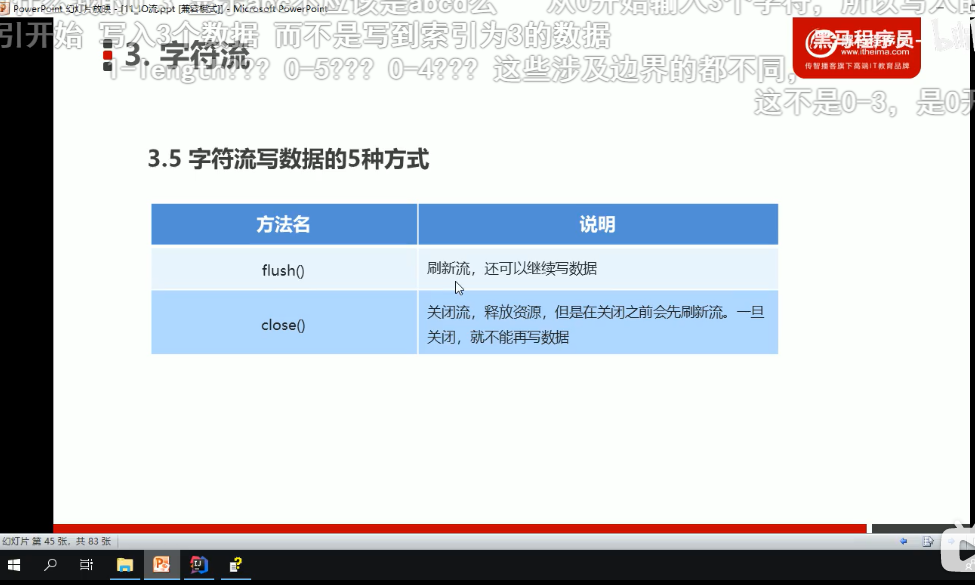 PowerPoint 幻灯片放映 - [11_IO流.ppt [兼容模式]] - Microsoft PowerPoint
应该是abcd么 从0开始输入3个字符，所以写入的
引开始 写入3个数据 而不是写到索引为3的数据
3. 字符流
黑马程序员
www.itheima.com
传智播客旗下高端IT教育品牌
1-length??? 0-5??? 0-4??? 这些涉及边界的都不同,
这不是0-3，是0开
3.5 字符流写数据的5种方式
方法名 说明
flush() 刷新流，还可以继续写数据
close() 关闭流，释放资源，但是在关闭之前会先刷新流。一旦
关闭，就不能再写数据
幻灯片 第 45 张，共 83 张